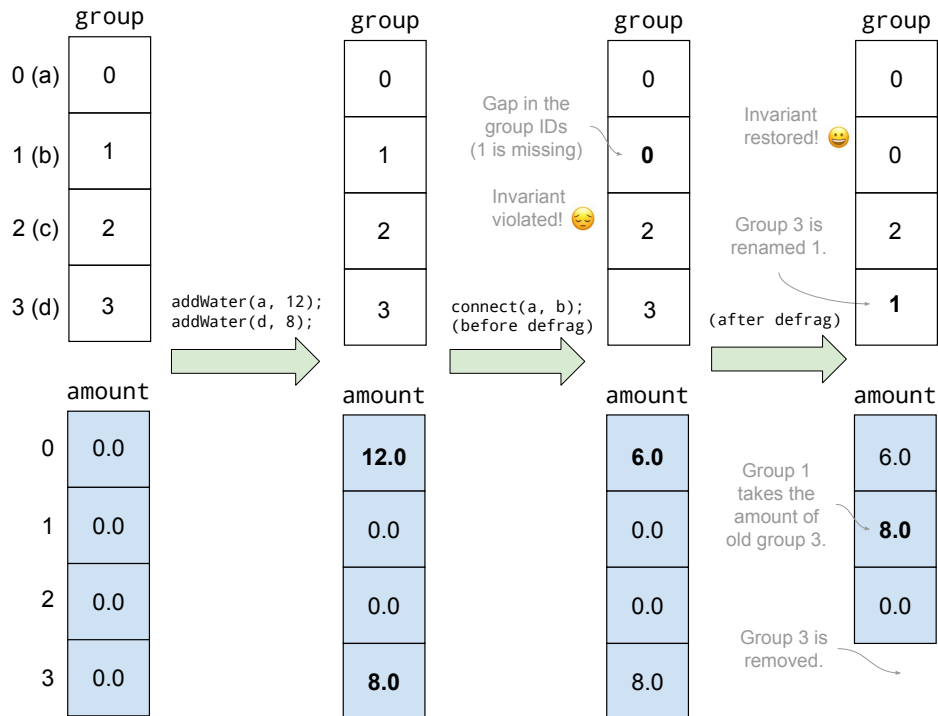 group
group
group
group
0 (a)
0
0
0
0
1 (b)
1
1
Gap in the
group IDs
(1 is missing)
0
Invariant
restored! 😀
0
2 (c)
2
2
Invariant
violated! 😔
2
2
3 (d)
3
addWater(a, 12);
addWater(d, 8);
3
connect(a, b);
(before defrag)
3
Group 3 is
renamed 1.
(after defrag)
1
amount
amount
amount
amount
0
0.0
12.0
6.0
6.0
1
0.0
0.0
0.0
Group 1
takes the
amount of
old group 3.
8.0
2
0.0
0.0
0.0
0.0
3
0.0
8.0
8.0
Group 3 is
removed.